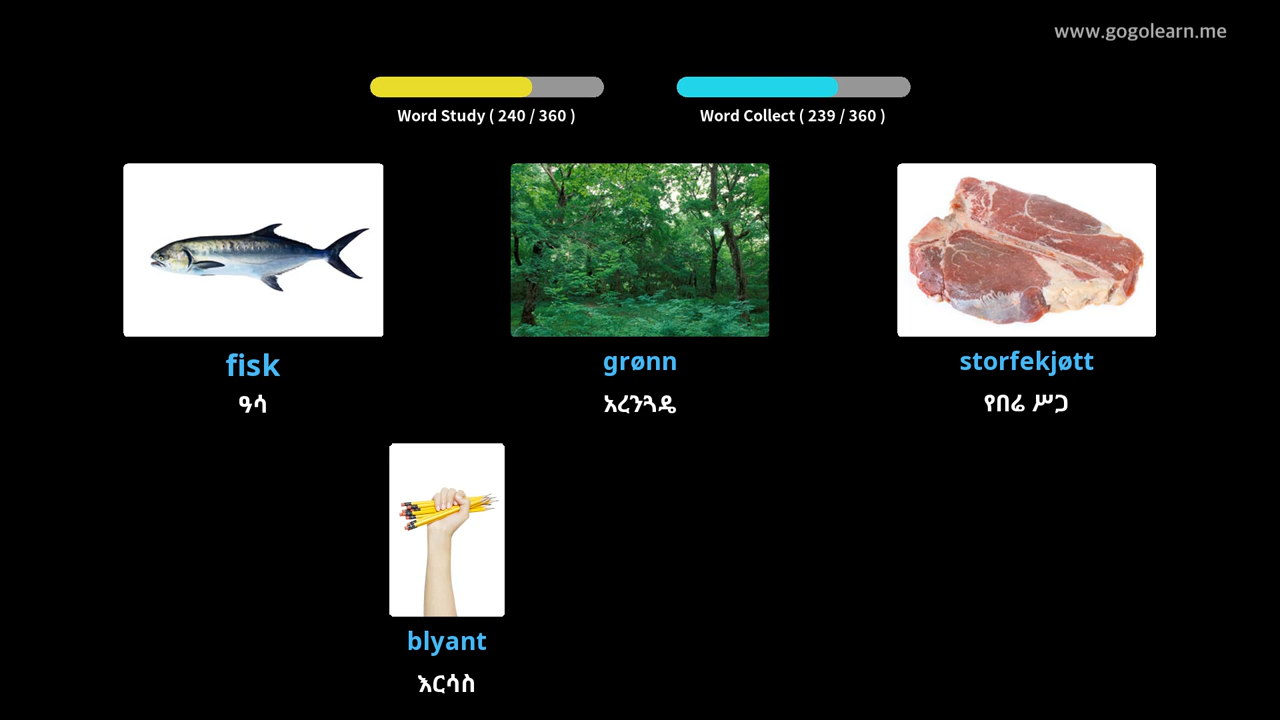 www.gogolearn.me
Word Study ( 240 / 360 )
Word Collect ( 239 / 360 )
fisk
ዓሳ
grønn
አረንጓዴ
storfekjøtt
የበሬ ሥጋ
blyant
እርሳስ